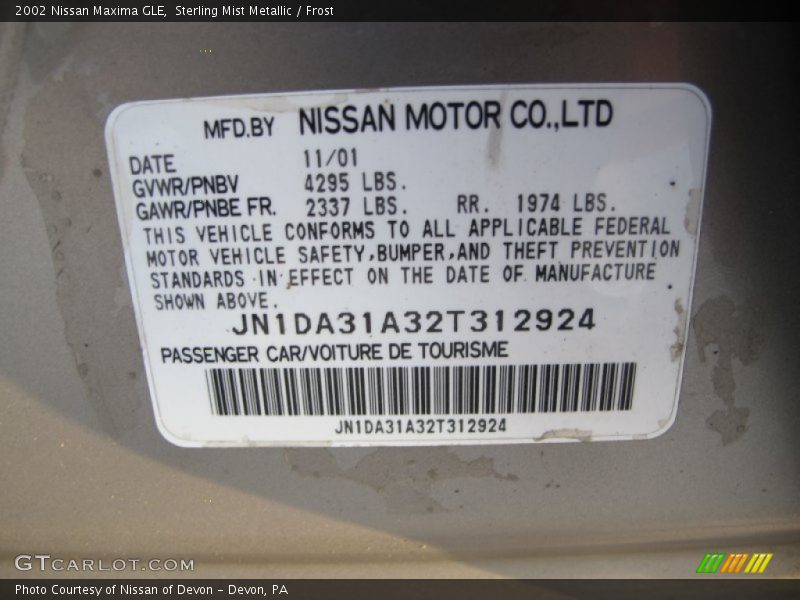 2002 Nissan Maxima GLE, Sterling Mist Metallic / Frost
MFD.BY NISSAN MOTOR CO.,LTD
DATE 11/01
GVWR/PNBV 4295 LBS.
GAWR/PNBE FR. 2337 LBS. RR. 1974 LBS.
THIS VEHICLE CONFORMS TO ALL APPLICABLE FEDERAL
MOTOR VEHICLE SAFETY,BUMPER,AND THEFT PREVENTION
STANDARDS IN EFFECT ON THE DATE OF MANUFACTURE
SHOWN ABOVE.
JN1DA31A32T312924
PASSENGER CAR/VOITURE DE TOURISME
JN1DA31A32T312924
GTCARLOT.COM
Photo Courtesy of Nissan of Devon – Devon, PA